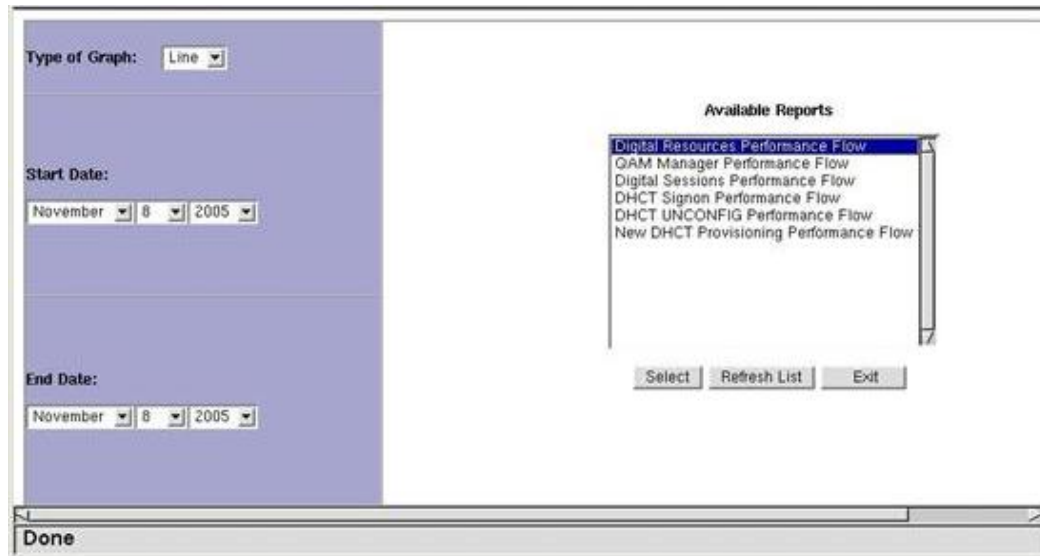 Type of Graph: Line
Start Date:
November 8 2005
End Date:
November 8 2005
Available Reports
Digital Resources Performance Flow
QAM Manager Performance Flow
Digital Sessions Performance Flow
DHCT Signon Performance Flow
DHCT UNCONFIG Performance Flow
New DHCT Provisioning Performance Flow
Select Refresh List Exit
Done